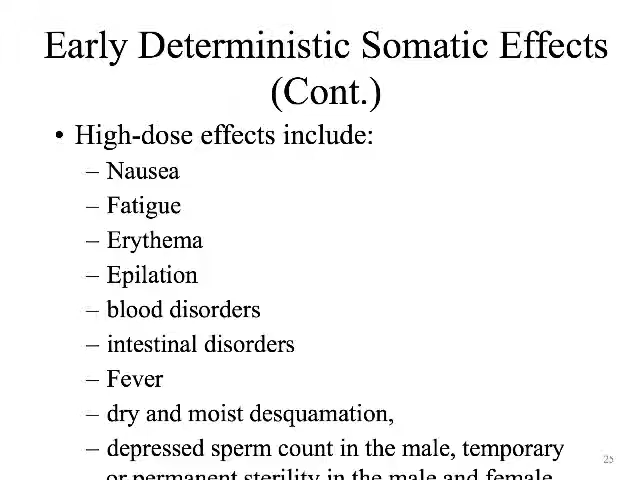 Early Deterministic Somatic Effects
(Cont.)
• High-dose effects include:
– Nausea
– Fatigue
– Erythema
– Epilation
– blood disorders
– intestinal disorders
– Fever
– dry and moist desquamation,
– depressed sperm count in the male, temporary
or permanent sterility in the male and female
25